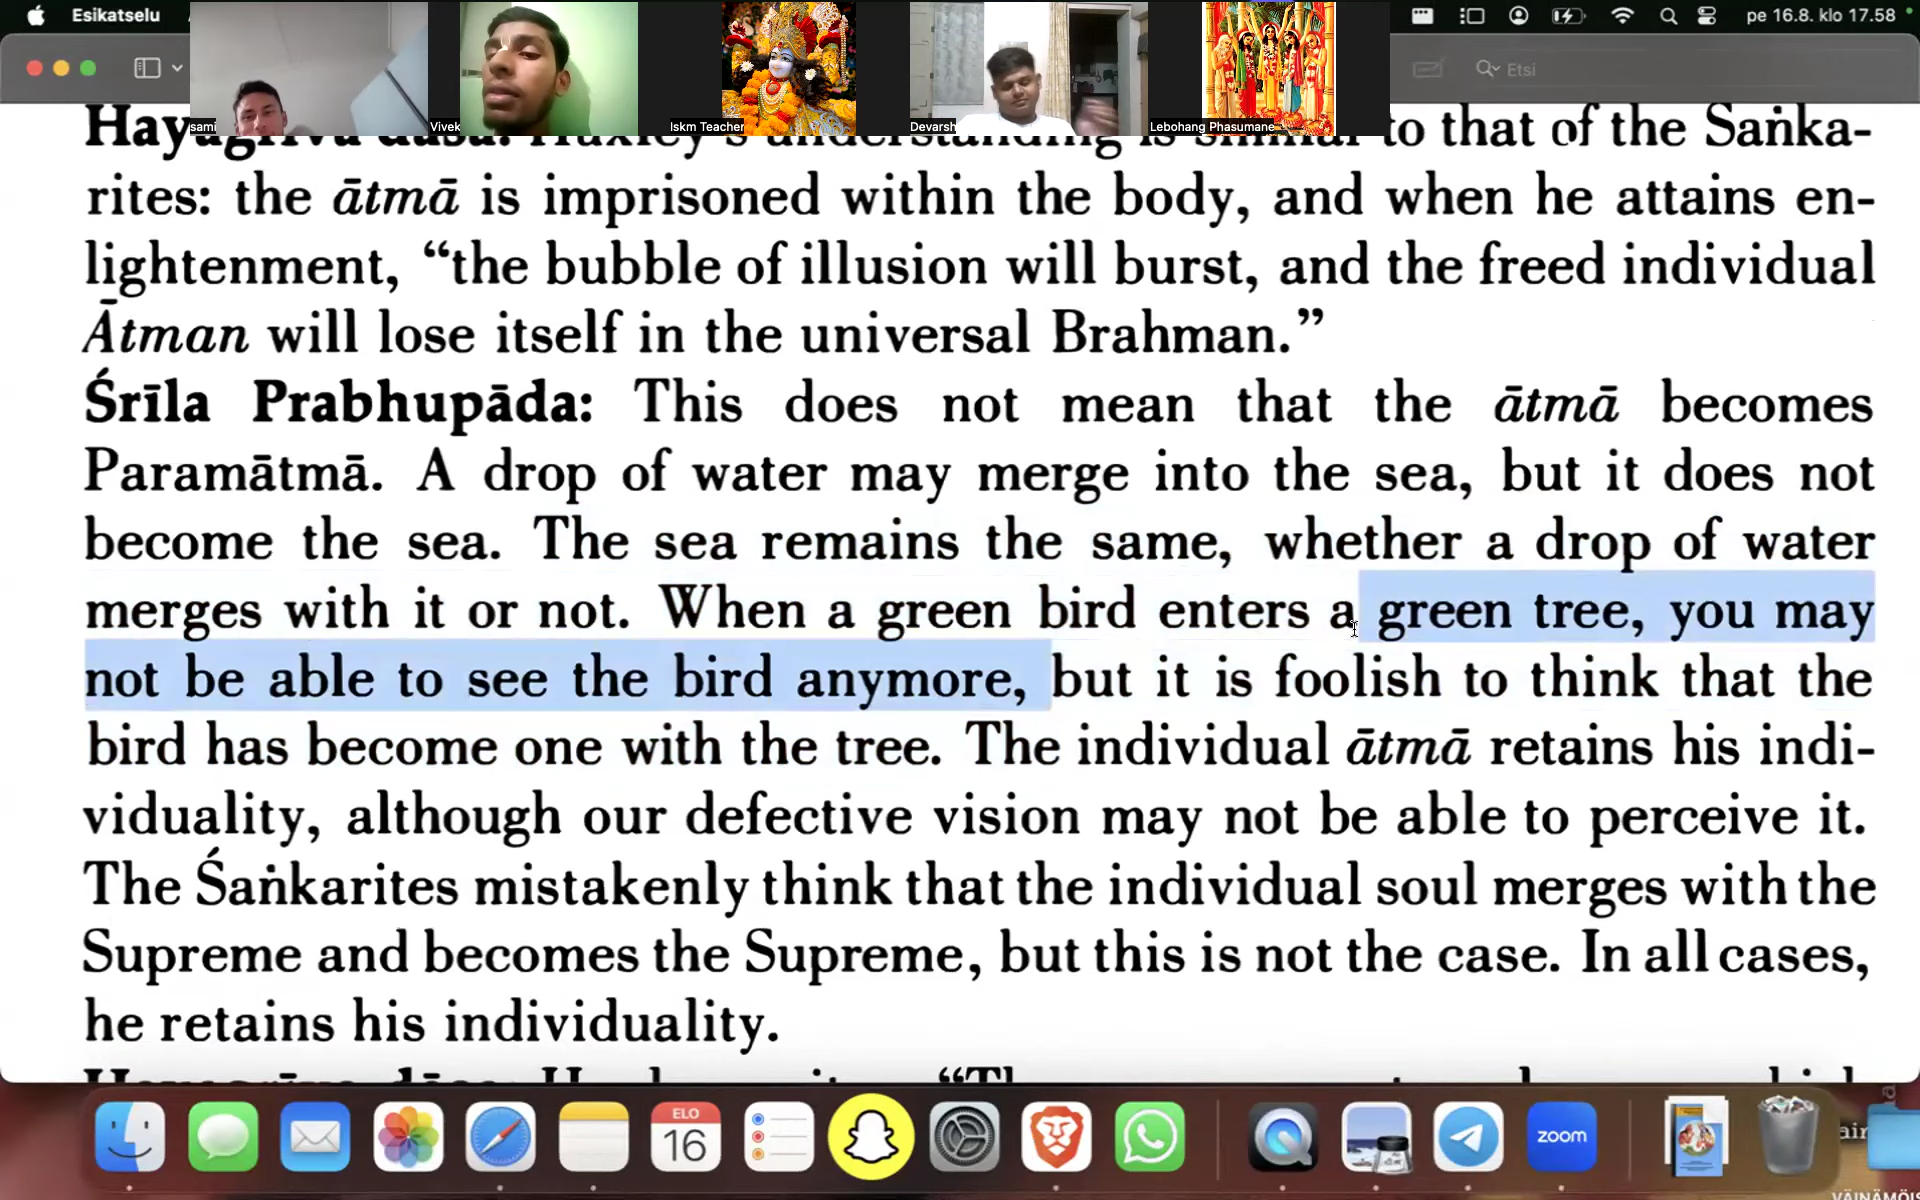 Esikatselu
pe 16.8. klo 17.58
Etsi
sami
Vivek
Iskm Teacher
Devarsh
Lebohang Phasumane
Hayagrīva dāsa: Huxley's understanding is similar to that of the Saṅka-
rites: the ātmā is imprisoned within the body, and when he attains en-
lightenment, “the bubble of illusion will burst, and the freed individual
Ātman will lose itself in the universal Brahman.”
Śrīla Prabhupāda: This does not mean that the ātmā becomes
Paramātmā. A drop of water may merge into the sea, but it does not
become the sea. The sea remains the same, whether a drop of water
merges with it or not. When a green bird enters a green tree, you may
not be able to see the bird anymore, but it is foolish to think that the
bird has become one with the tree. The individual ātmā retains his indi-
viduality, although our defective vision may not be able to perceive it.
The Śaṅkarites mistakenly think that the individual soul merges with the
Supreme and becomes the Supreme, but this is not the case. In all cases,
he retains his individuality.
Hayagrīva dāsa:
ELO
16
zoom